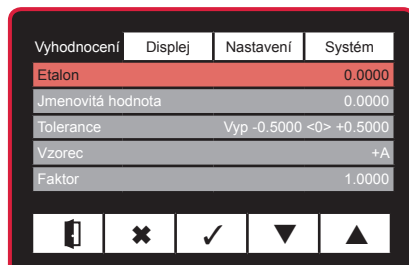 Vyhodnocení Displej Nastavení Systém
Etalon 0.0000
Jmenovitá hodnota 0.0000
Tolerance Vyp -0.5000 <0> +0.5000
Vzorec +A
Faktor 1.0000